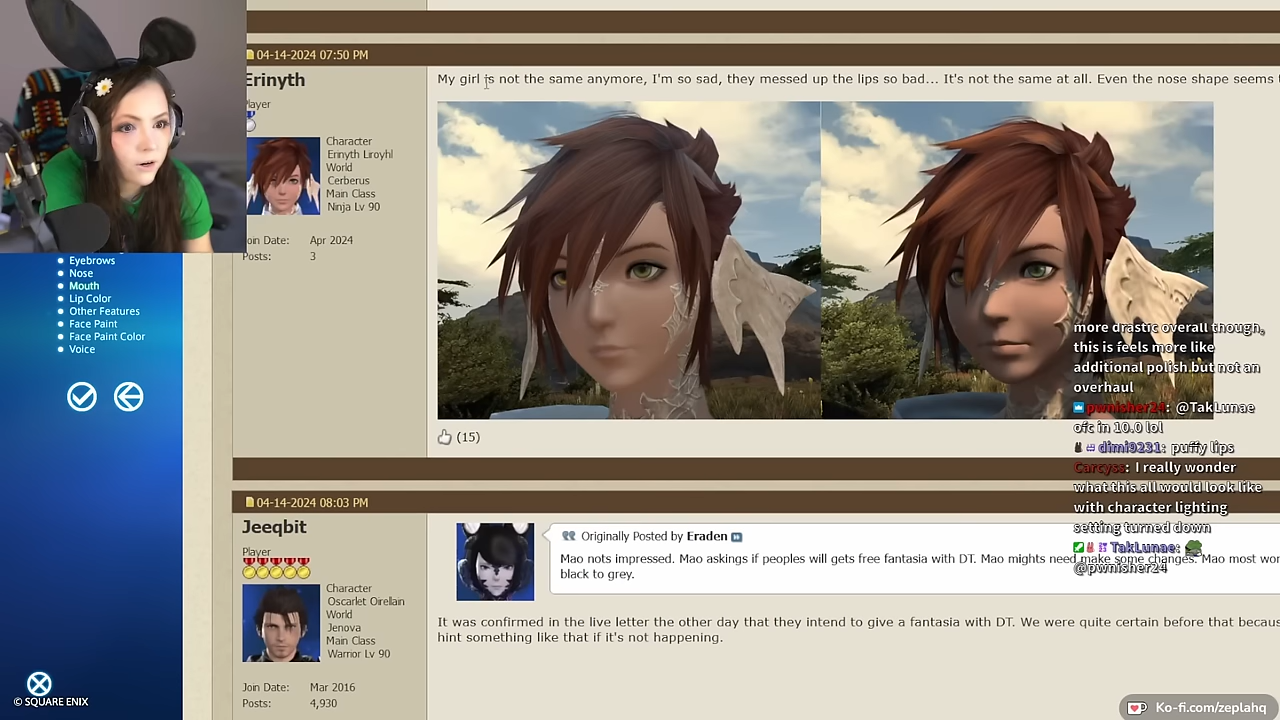 04-14-2024 07:50 PM
Erinyth
Player
Character
Erinyth Liroyhl
World
Cerberus
Main Class
Ninja Lv 90
Join Date: Apr 2024
Posts: 3
My girl is not the same anymore, I'm so sad, they messed up the lips so bad... It's not the same at all. Even the nose shape seems
(15)
Eyebrows
Nose
Mouth
Lip Color
Other Features
Face Paint
Face Paint Color
Voice
© SQUARE ENIX
04-14-2024 08:03 PM
Jeeqbit
Player
Character
Oscarlet Oirellain
World
Jenova
Main Class
Warrior Lv 90
Join Date: Mar 2016
Posts: 4,930
Originally Posted by Eraden
Mao nots impressed. Mao askings if peoples will gets free fantasia with DT. Mao mights need make some changes. Mao most
black to grey.
It was confirmed in the live letter the other day that they intend to give a fantasia with DT. We were quite certain before that
hint something like that if it's not happening.
more drastic overall though,
this is feels more like
additional polish but not an
overhaul
pwnisher24: @TakLunae
ofc in 10.0 lol
dimi9231: puffy lips
Carcyss: I really wonder
what this all would look like
with character lighting
setting turned down
TakLunae:
@pwnisher24
Ko-fi.com/zeplahq